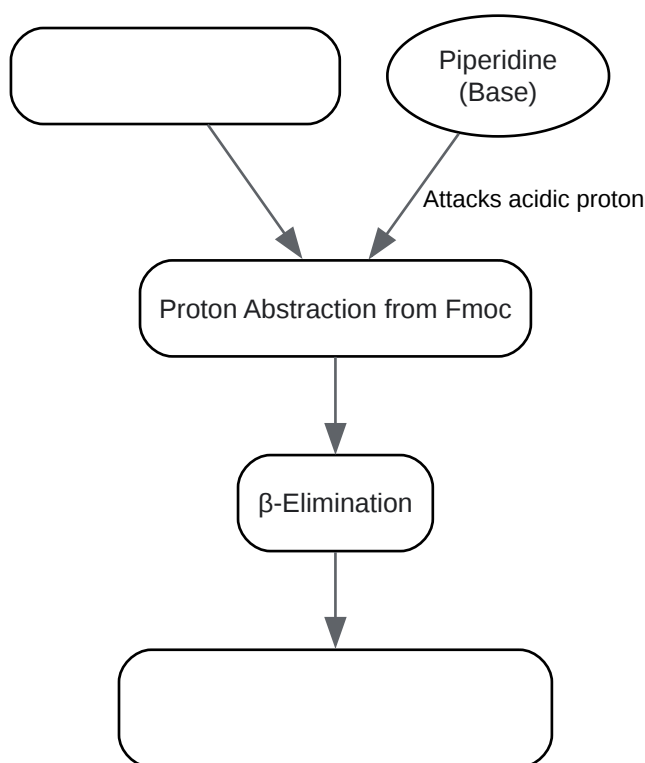 Piperidine
(Base)
Attacks acidic proton
Proton Abstraction from Fmoc
β-Elimination